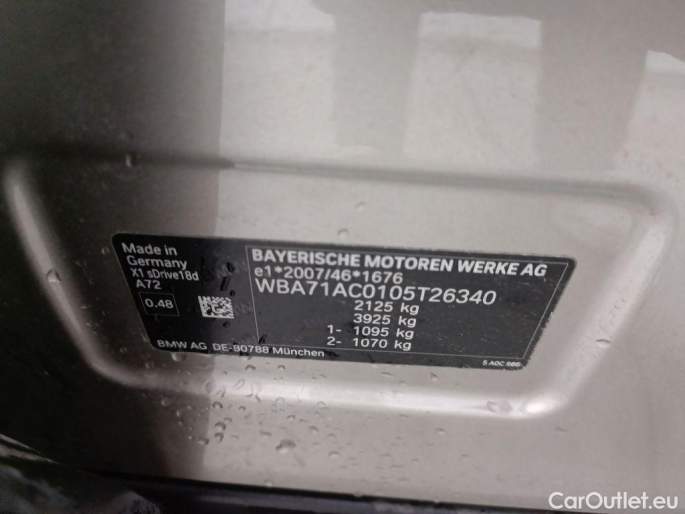 Made in
Germany
X1 sDrive18d
A72
0.48
BMW AG DE-80788 München
BAYERISCHE MOTOREN WERKE AG
e1*2007/46*1676
WBA71AC0105T26340
2125 kg
3925 kg
1- 1095 kg
2- 1070 kg
CarOutlet.eu